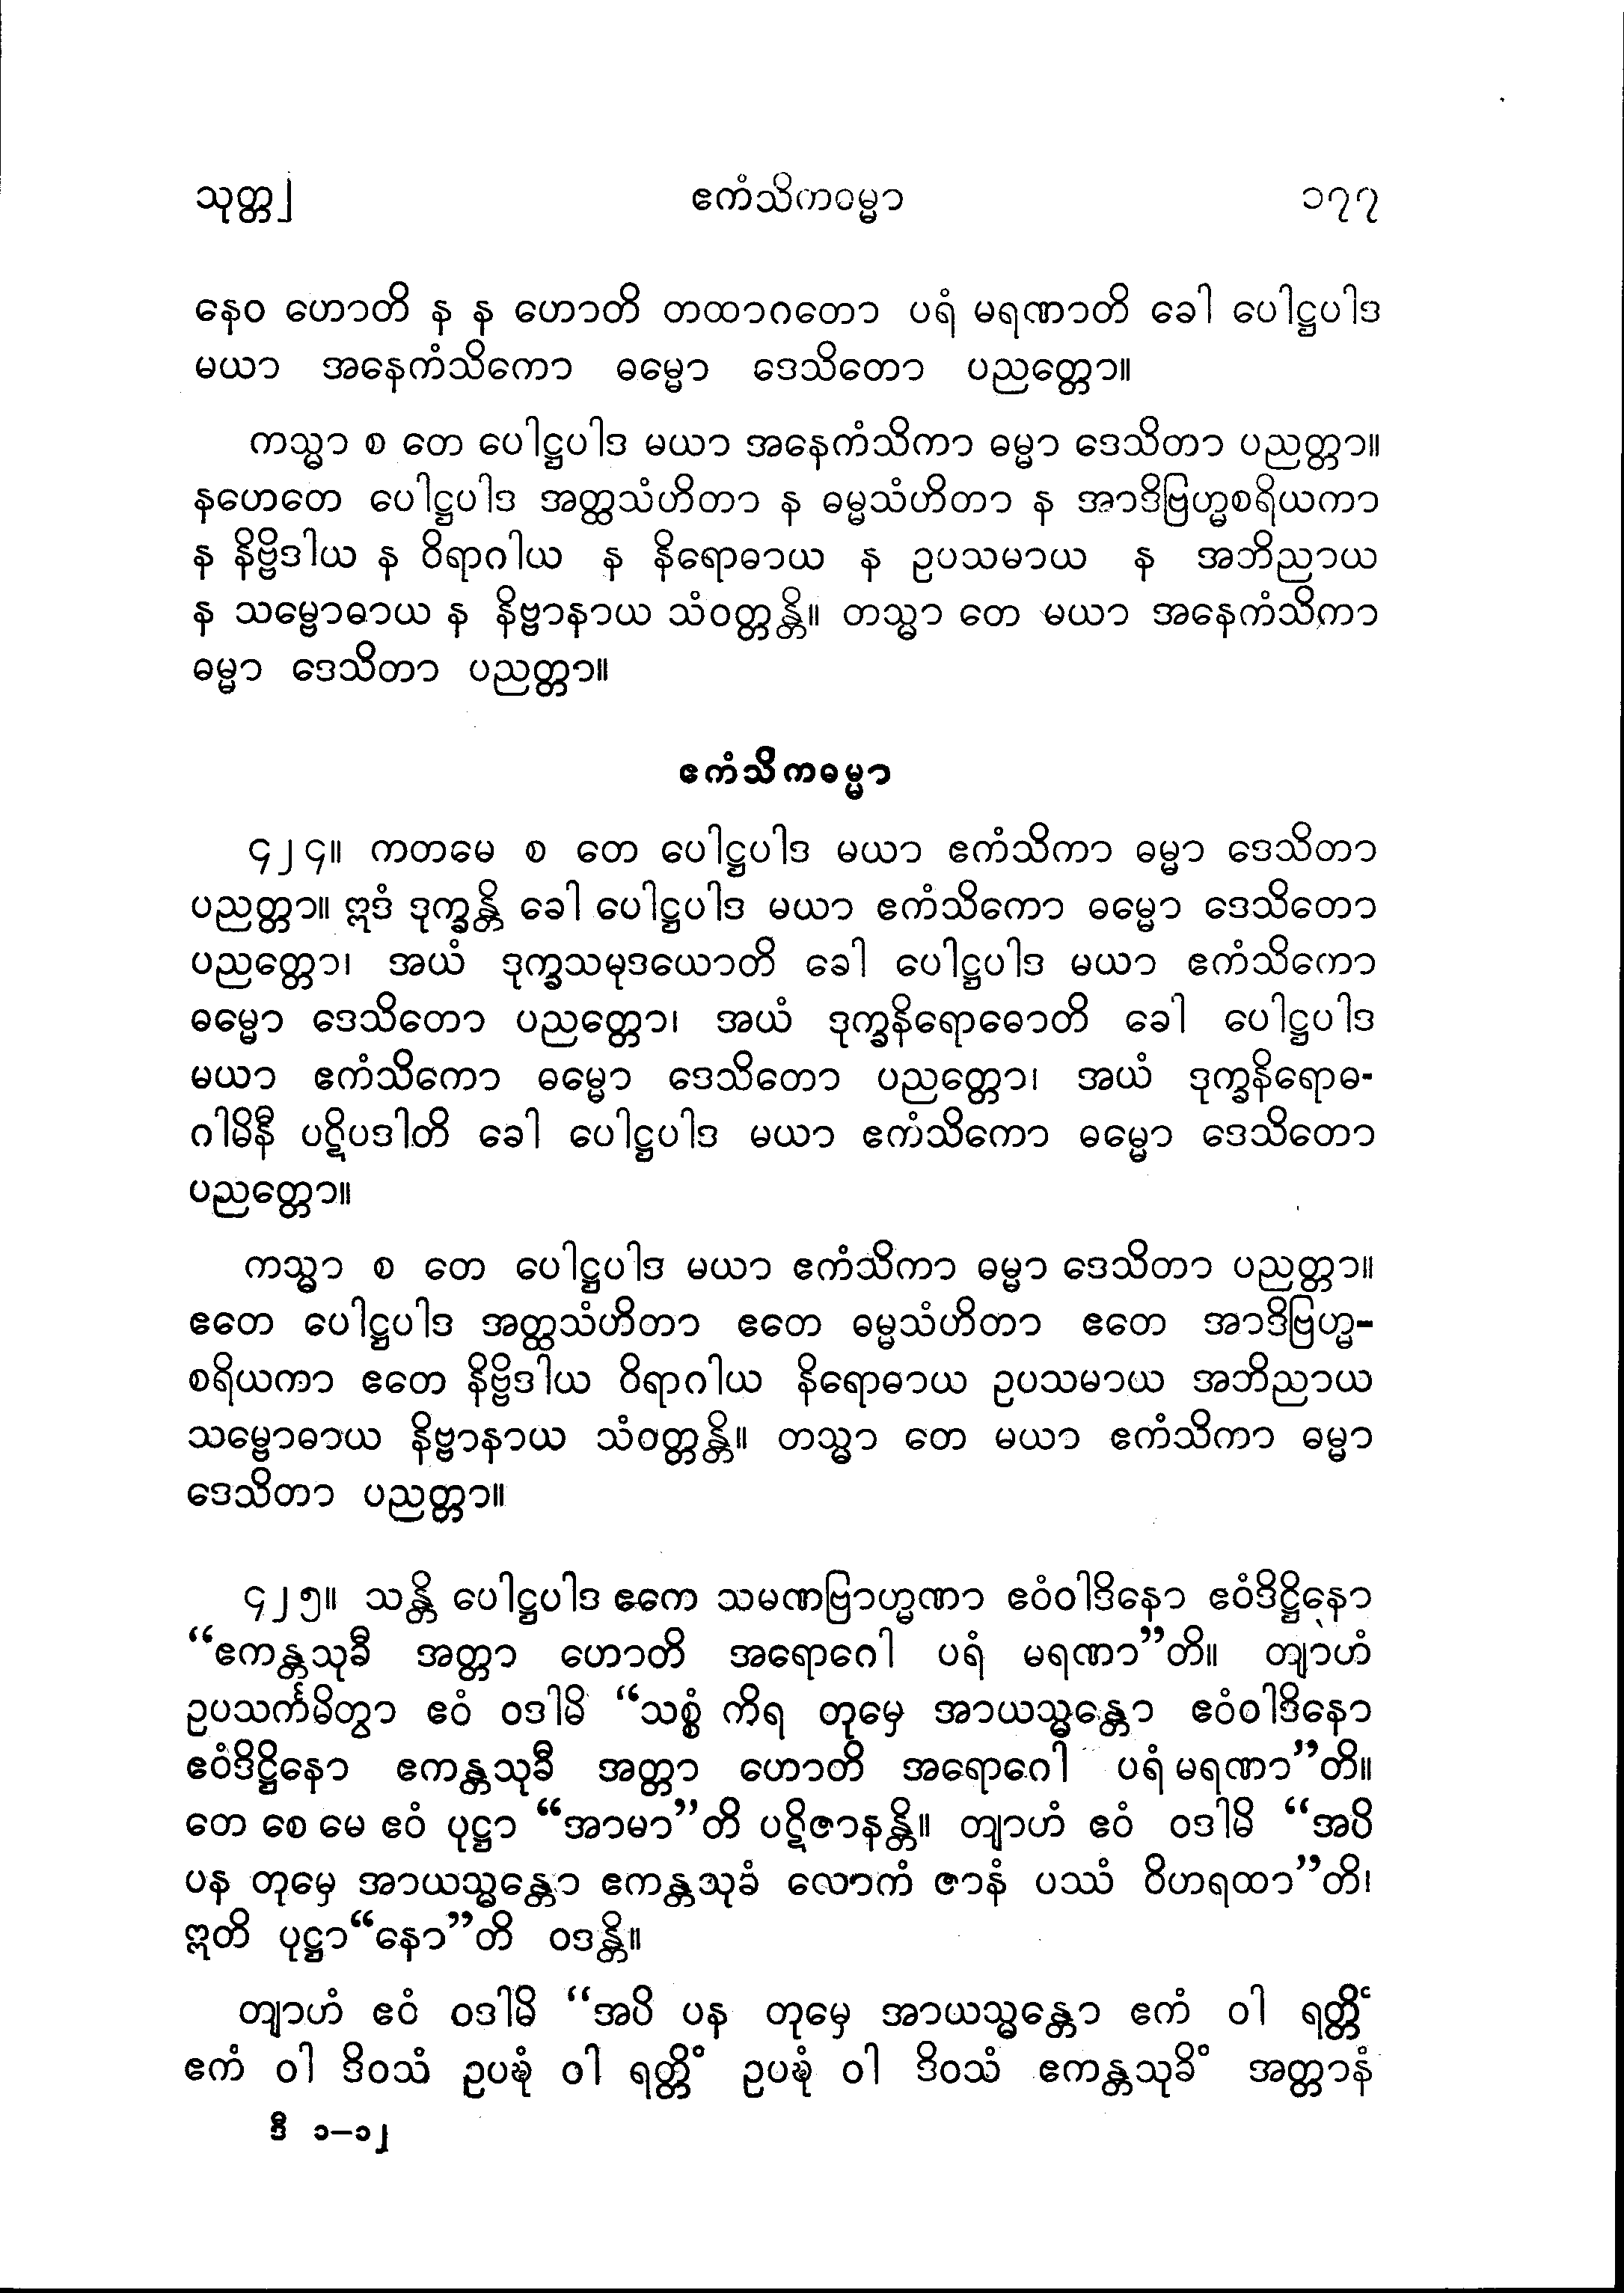 သုတ္တ] ဧကံသိကဓမ္မာ ၁၇၇
နေဝ ဟောတိ န န ဟောတိ တထာဂတော ပရံ မရဏာတိ ခေါ ပေါဋ္ဌပါဒ
မယာ အနေကံသိကော ဓမ္မော ဒေသိတော ပညတ္တော။
ကသ္မာ စ တေ ပေါဋ္ဌပါဒ မယာ အနေကံသိကာ ဓမ္မာ ဒေသိတာ ပညတ္တာ။
နဟေတေ ပေါဋ္ဌပါဒ အတ္ထသံဟိတာ န ဓမ္မသံဟိတာ န အာဒိဗြဟ္မစရိယကာ
န နိဗ္ဗိဒါယ န ဝိရာဂါယ န နိရောဓာယ န ဥပသမာယ န အဘိညာယ
န သမ္ဗောဓာယ န နိဗ္ဗာနာယ သံဝတ္တန္တိ။ တသ္မာ တေ မယာ အနေကံသိကာ
ဓမ္မာ ဒေသိတာ ပညတ္တာ။
ဧကံသိကဓမ္မာ
၄၂၄။ ကတမေ စ တေ ပေါဋ္ဌပါဒ မယာ ဧကံသိကာ ဓမ္မာ ဒေသိတာ
ပညတ္တာ။ ဣဒံ ဒုက္ခန္တိ ခေါ ပေါဋ္ဌပါဒ မယာ ဧကံသိကော ဓမ္မော ဒေသိတော
ပညတ္တော၊ အယံ ဒုက္ခသမုဒယောတိ ခေါ ပေါဋ္ဌပါဒ မယာ ဧကံသိကော
ဓမ္မော ဒေသိတော ပညတ္တော၊ အယံ ဒုက္ခနိရောဓောတိ ခေါ ပေါဋ္ဌပါဒ
မယာ ဧကံသိကော ဓမ္မော ဒေသိတော ပညတ္တော၊ အယံ ဒုက္ခနိရောဓ-
ဂါမိနီ ပဋိပဒါတိ ခေါ ပေါဋ္ဌပါဒ မယာ ဧကံသိကော ဓမ္မော ဒေသိတော
ပညတ္တော။
ကသ္မာ စ တေ ပေါဋ္ဌပါဒ မယာ ဧကံသိကာ ဓမ္မာ ဒေသိတာ ပညတ္တာ။
ဧတေ ပေါဋ္ဌပါဒ အတ္ထသံဟိတာ ဧတေ ဓမ္မသံဟိတာ ဧတေ အာဒိဗြဟ္မ-
စရိယကာ ဧတေ နိဗ္ဗိဒါယ ဝိရာဂါယ နိရောဓာယ ဥပသမာယ အဘိညာယ
သမ္ဗောဓာယ နိဗ္ဗာနာယ သံဝတ္တန္တိ။ တသ္မာ တေ မယာ ဧကံသိကာ ဓမ္မာ
ဒေသိတာ ပညတ္တာ။
၄၂၅။ သန္တိ ပေါဋ္ဌပါဒ ဧကေ သမဏဗြာဟ္မဏာ ဧဝံဝါဒိနော ဧဝံဒိဋ္ဌိနော
“ဧကန္တသုခီ အတ္တာ ဟောတိ အရောဂေါ ပရံ မရဏာ”တိ။ တျာဟံ
ဥပသင်္ကမိတွာ ဧဝံ ဝဒါမိ “သစ္စံ ကိရ တုမှေ အာယသ္မန္တော ဧဝံဝါဒိနော
ဧဝံဒိဋ္ဌိနော ဧကန္တသုခီ အတ္တာ ဟောတိ အရောဂေါ ပရံ မရဏာ”တိ။
တေ စေ မေ ဧဝံ ပုဋ္ဌာ “အာမာ”တိ ပဋိဇာနန္တိ။ တျာဟံ ဧဝံ ဝဒါမိ “အပိ
ပန တုမှေ အာယသ္မန္တော ဧကန္တသုခံ လောကံ ဇာနံ ပဿံ ဝိဟရထာ”တိ၊
ဣတိ ပုဋ္ဌာ“နော”တိ ဝဒန္တိ။
တျာဟံ ဧဝံ ဝဒါမိ “အပိ ပန တုမှေ အာယသ္မန္တော ဧကံ ဝါ ရတ္တိံ
ဧကံ ဝါ ဒိဝသံ ဥပဍ္ဎံ ဝါ ရတ္တိံ ဥပဍ္ဎံ ဝါ ဒိဝသံ ဧကန္တသုခိံ အတ္တာနံ
ဒီ ၁–၁၂